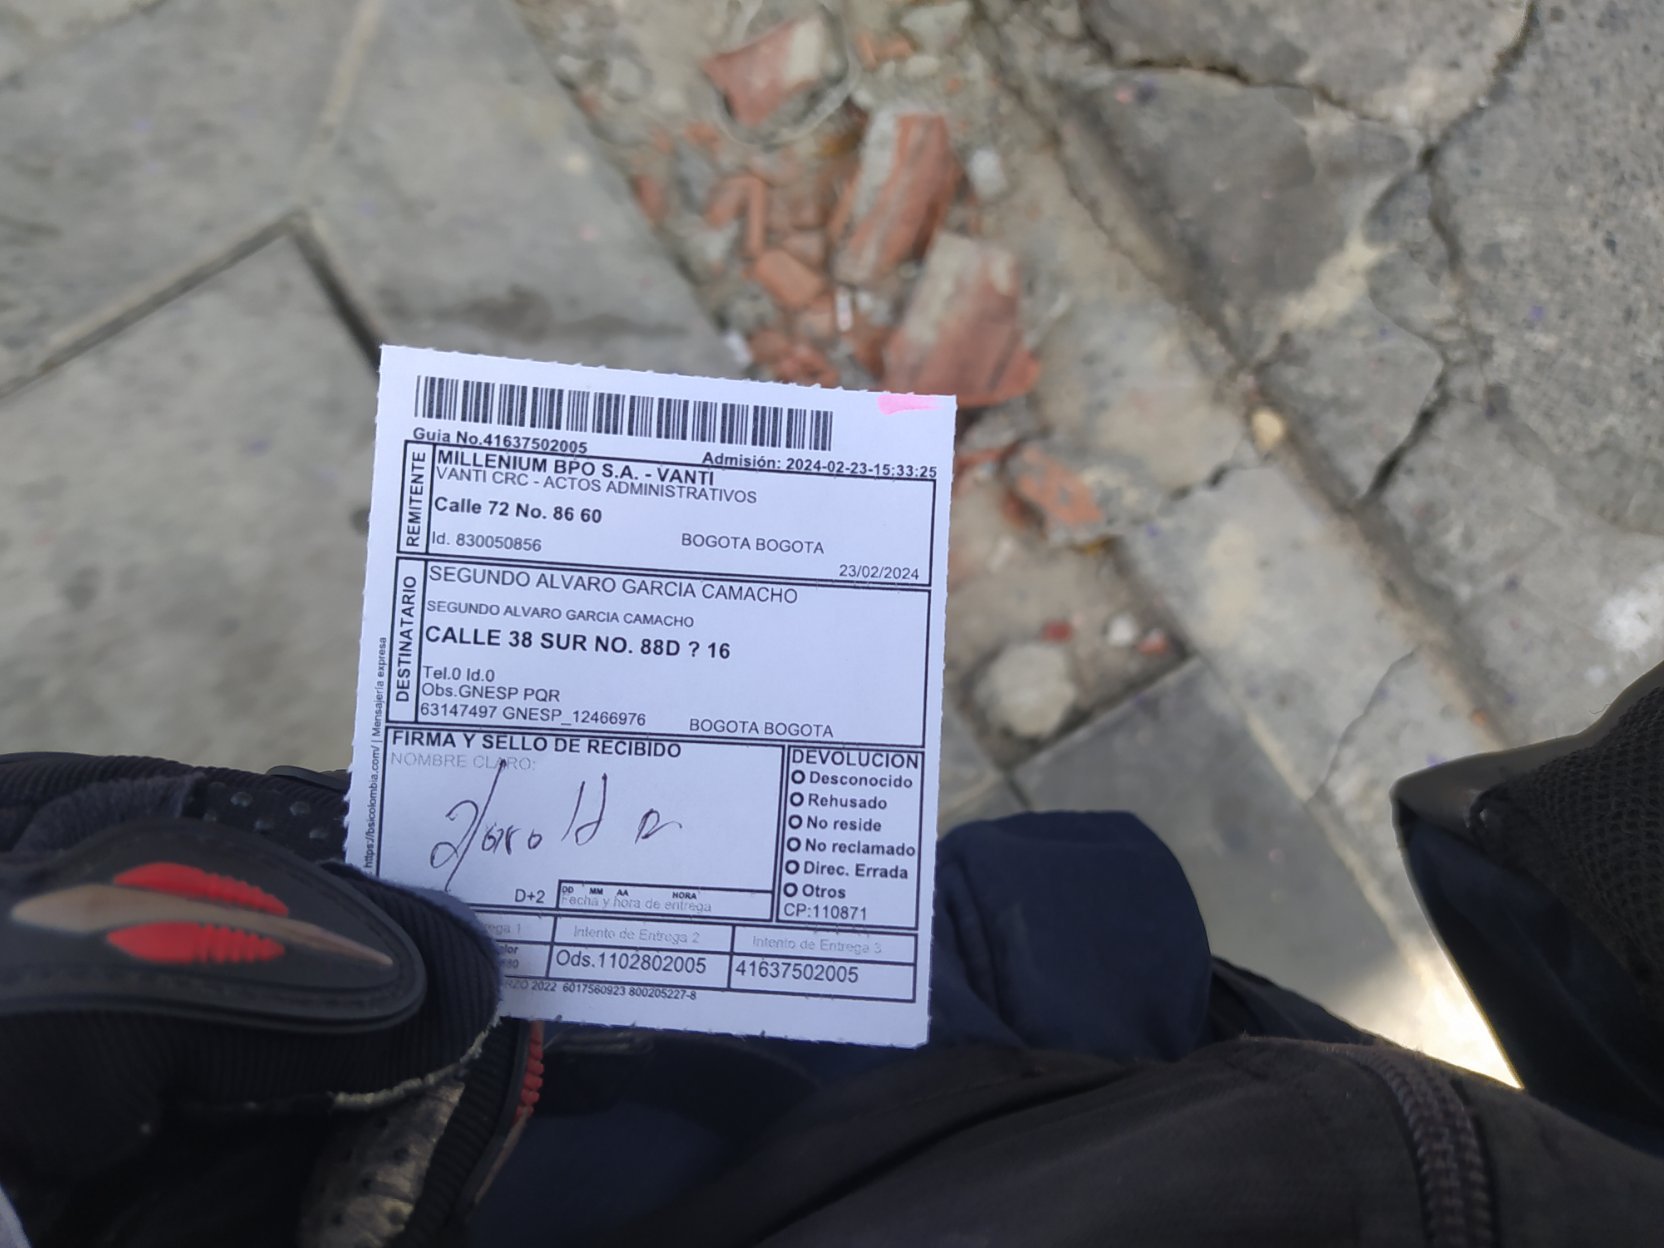 Guia No.41637502005
Admisión: 2024-02-23-15:33:25
REMITENTE
MILLENIUM BPO S.A. - VANTI
VANTI CRC - ACTOS ADMINISTRATIVOS
Calle 72 No. 86 60
Id. 830050856 BOGOTA BOGOTA
23/02/2024
DESTINATARIO
SEGUNDO ALVARO GARCIA CAMACHO
SEGUNDO ALVARO GARCIA CAMACHO
CALLE 38 SUR NO. 88D ? 16
Tel.0 Id.0
Obs.GNESP PQR
63147497 GNESP_12466976 BOGOTA BOGOTA
https://bsicolombia.com/ | Mensajería expresa
FIRMA Y SELLO DE RECIBIDO
NOMBRE CLARO:
D+2
DD MM AA HORA
Fecha y hora de entrega
DEVOLUCION
Desconocido
Rehusado
No reside
No reclamado
Direc. Errada
Otros
CP:110871
Intento de Entrega 2
Intento de Entrega 3
Ods.1102802005
41637502005
2022 6017560923 800205227-8